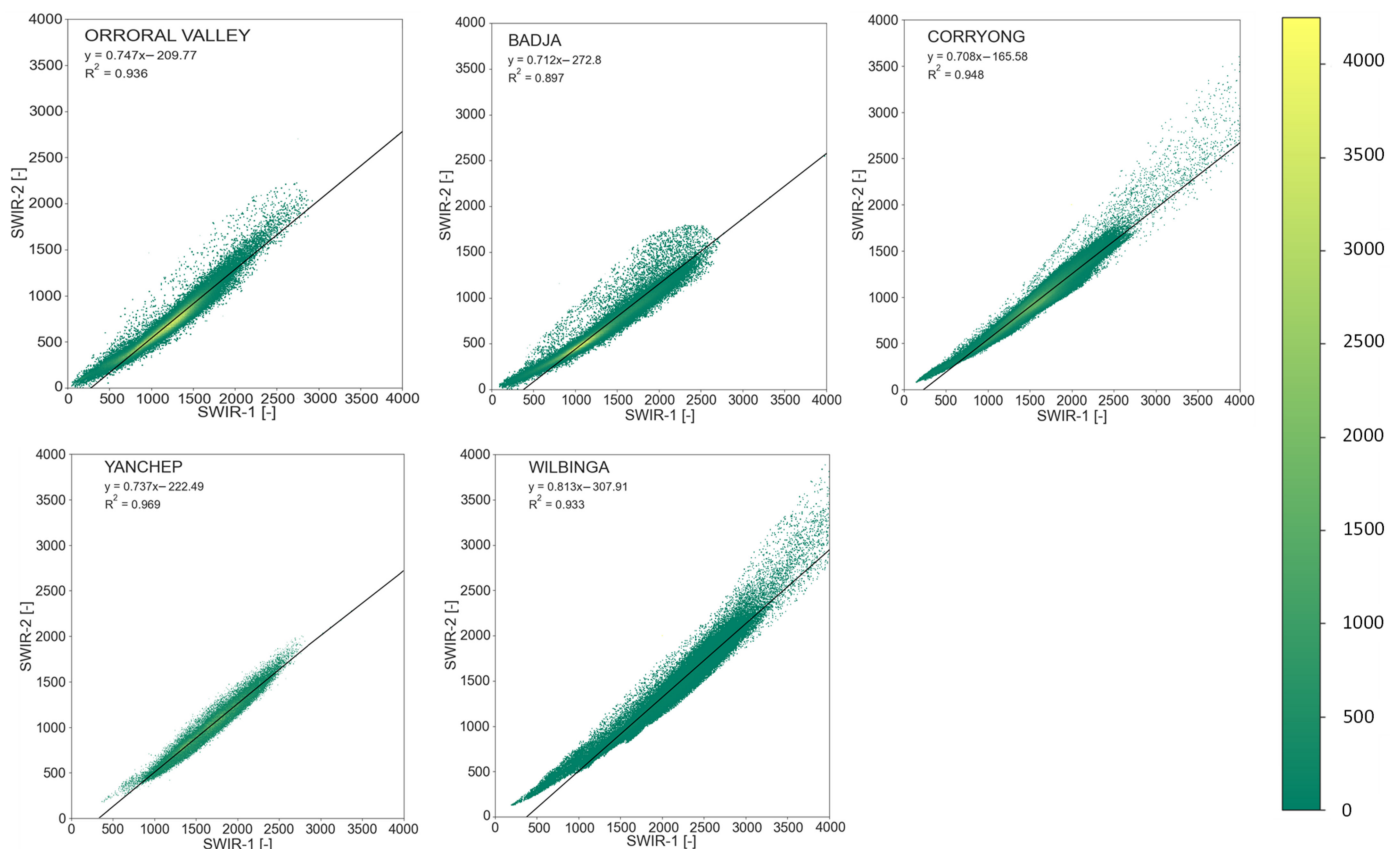 ORRORAL VALLEY
y = 0.747x− 209.77
R² = 0.936
4000
3500
3000
2500
2000
1500
1000
500
0
SWIR-2 [-]
0 500 1000 1500 2000 2500 3000 3500 4000
SWIR-1 [-]
BADJA
y = 0.712x− 272.8
R² = 0.897
4000
3500
3000
2500
2000
1500
1000
500
0
SWIR-2 [-]
0 500 1000 1500 2000 2500 3000 3500 4000
SWIR-1 [-]
CORRYONG
y = 0.708x−165.58
R² = 0.948
4000
3500
3000
2500
2000
1500
1000
500
0
SWIR-2 [-]
0 500 1000 1500 2000 2500 3000 3500 4000
SWIR-1 [-]
4000
3500
3000
2500
2000
1500
1000
500
0
YANCHEP
y = 0.737x−222.49
R² = 0.969
4000
3500
3000
2500
2000
1500
1000
500
0
SWIR-2 [-]
0 500 1000 1500 2000 2500 3000 3500 4000
SWIR-1 [-]
WILBINGA
y = 0.813x−307.91
R² = 0.933
4000
3500
3000
2500
2000
1500
1000
500
0
SWIR-2 [-]
0 500 1000 1500 2000 2500 3000 3500 4000
SWIR-1 [-]